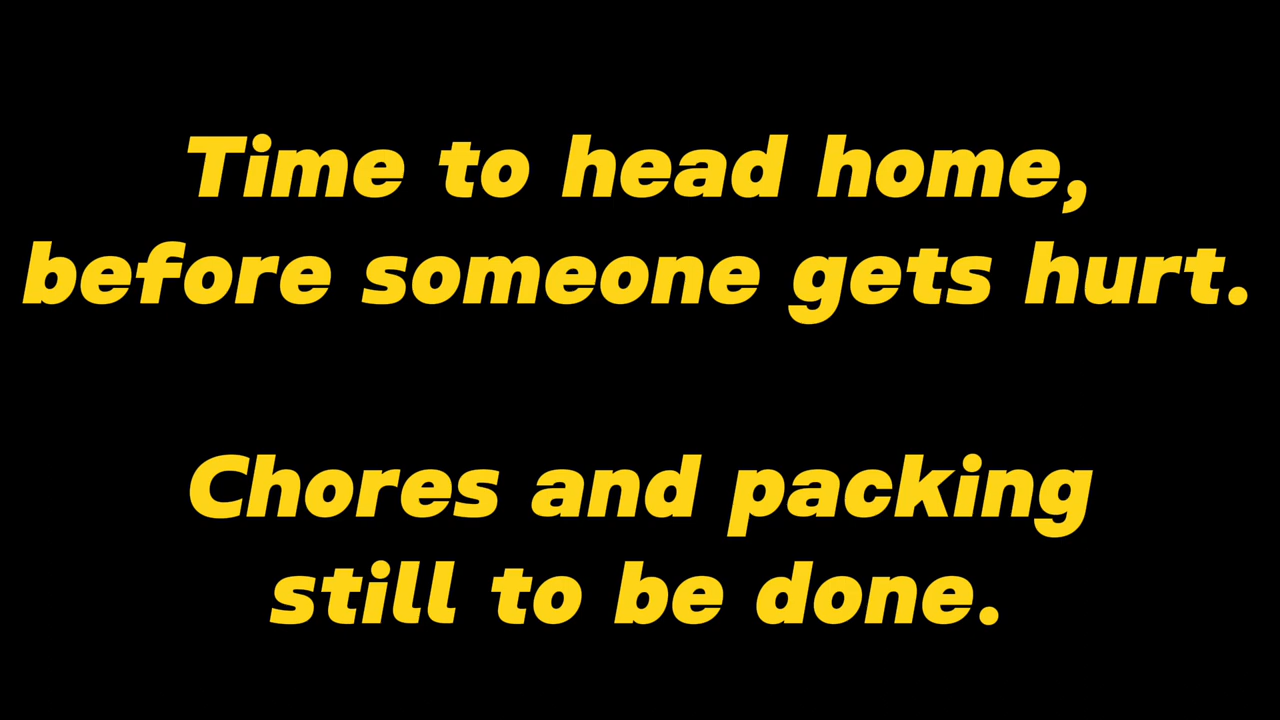 Time to head home,
before someone gets hurt.
Chores and packing
still to be done.